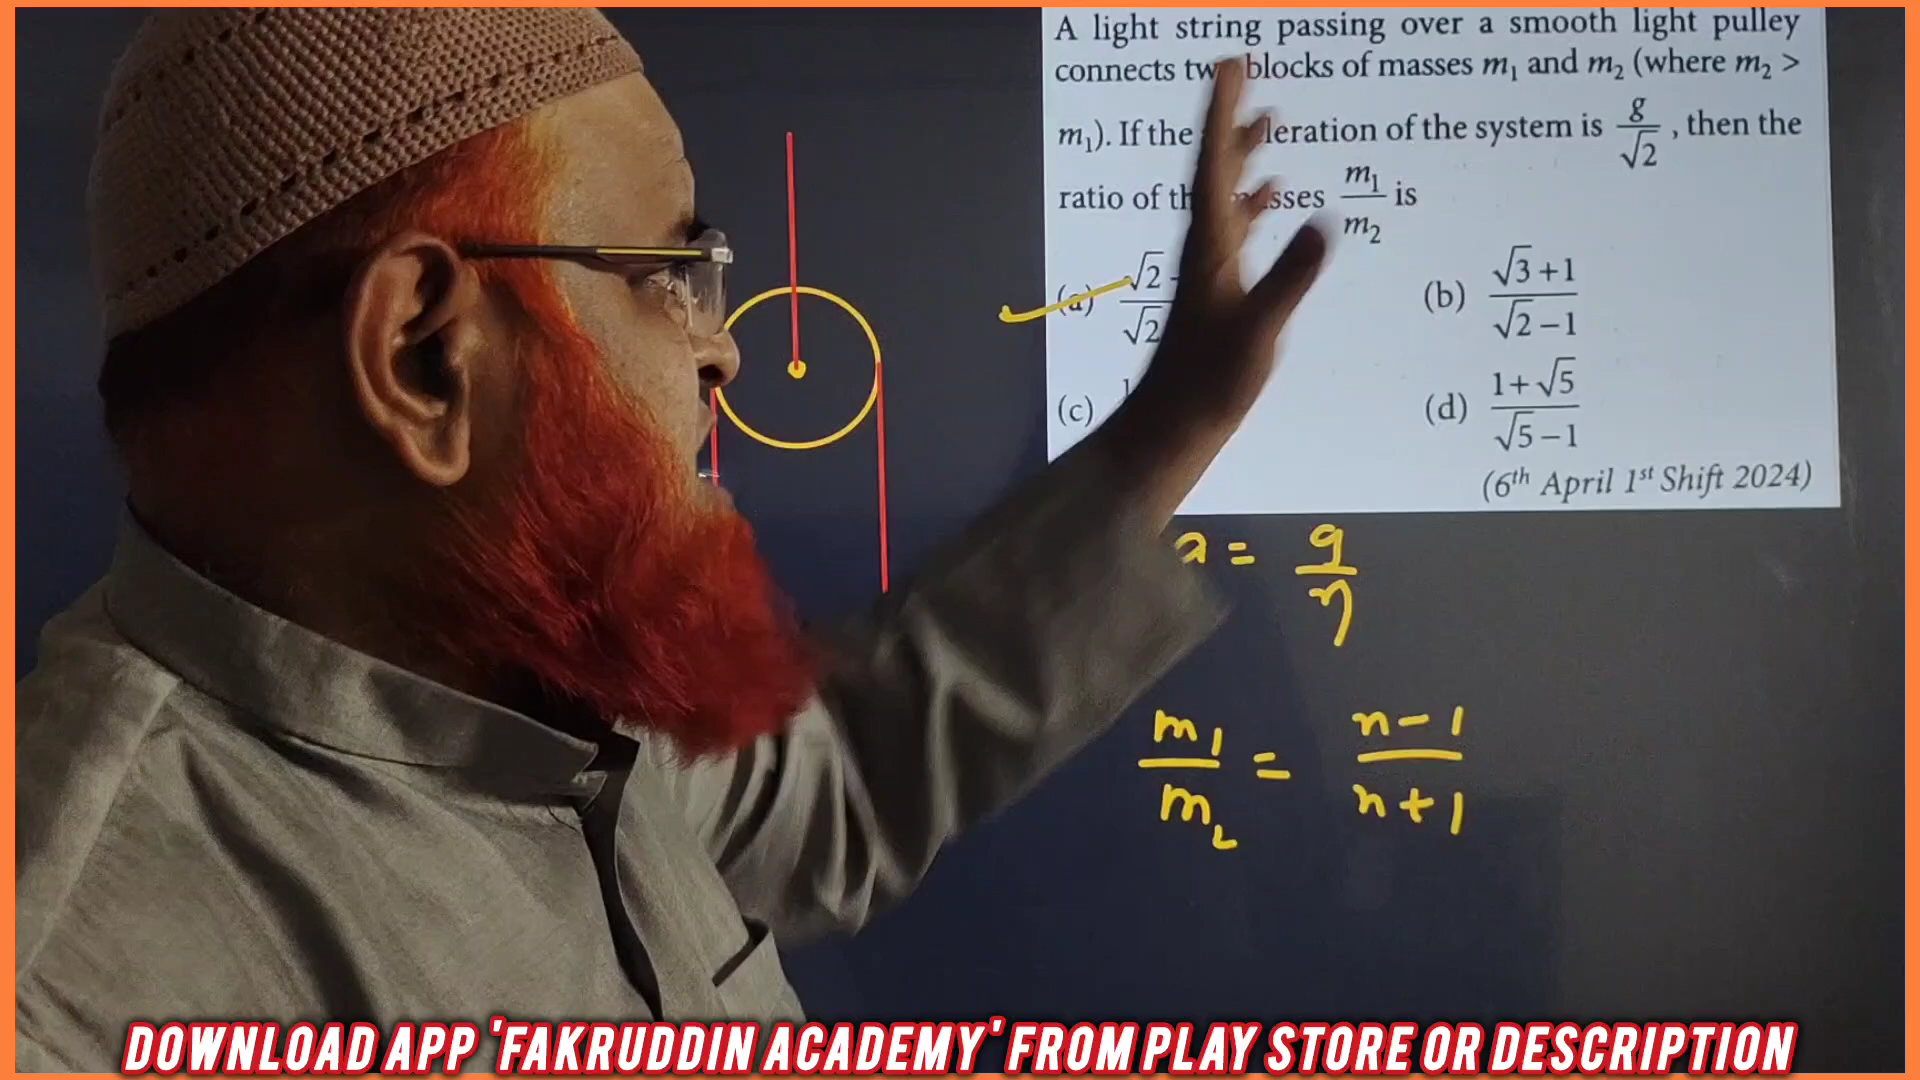 A light string passing over a smooth light pulley
connects blocks of masses m₁ and m₂ (where m₂ >
m₁). If the leration of the system is g/√2, then the
ratio of m₁/m₂ is
(a) √2 / √2
(b) (√3+1)/(√2−1)
(c) 1
(d) (1+√5)/(√5−1)
(6th April 1st Shift 2024)
a = g/n
m₁/m₂ = (n−1)/(n+1)
DOWNLOAD APP 'FAKRUDDIN ACADEMY' FROM PLAY STORE OR DESCRIPTION